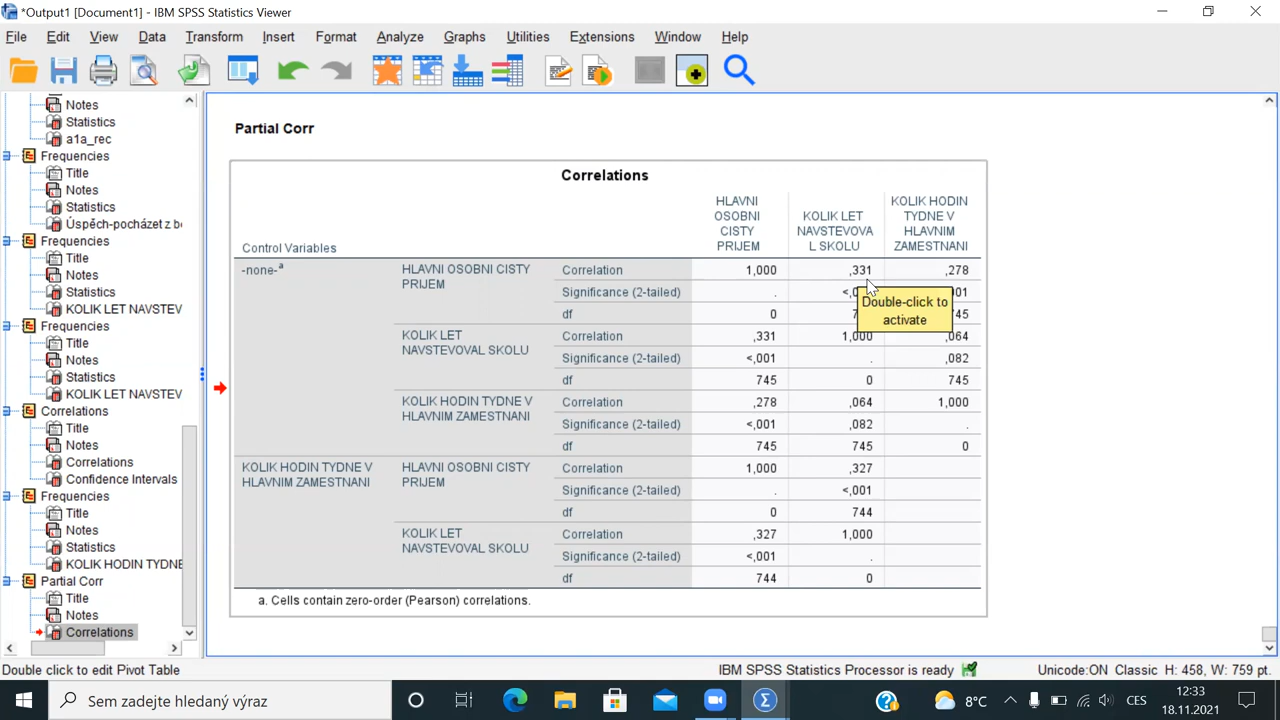 *Output1 [Document1] - IBM SPSS Statistics Viewer
File Edit View Data Transform Insert Format Analyze Graphs Utilities Extensions Window Help
Notes
Statistics
a1a_rec
Frequencies
Title
Notes
Statistics
Úspěch-pocházet z b
Frequencies
Title
Notes
Statistics
KOLIK LET NAVSTEV
Frequencies
Title
Notes
Statistics
KOLIK LET NAVSTEV
Correlations
Title
Notes
Correlations
Confidence Intervals
Frequencies
Title
Notes
Statistics
KOLIK HODIN TYDNE
Partial Corr
Title
Notes
Correlations
Partial Corr
Correlations
Control Variables
HLAVNI
OSOBNI
CISTY
PRIJEM
KOLIK LET
NAVSTEVOVA
L SKOLU
KOLIK HODIN
TYDNE V
HLAVNIM
ZAMESTNANI
-none-a
HLAVNI OSOBNI CISTY
PRIJEM
Correlation 1,000 ,331 ,278
Significance (2-tailed) . <,0 001
df 0 7 45
KOLIK LET
NAVSTEVOVAL SKOLU
Correlation ,331 1,000 ,064
Significance (2-tailed) <,001 . ,082
df 745 0 745
KOLIK HODIN TYDNE V
HLAVNIM ZAMESTNANI
Correlation ,278 ,064 1,000
Significance (2-tailed) <,001 ,082 .
df 745 745 0
KOLIK HODIN TYDNE V
HLAVNIM ZAMESTNANI
HLAVNI OSOBNI CISTY
PRIJEM
Correlation 1,000 ,327
Significance (2-tailed) . <,001
df 0 744
KOLIK LET
NAVSTEVOVAL SKOLU
Correlation ,327 1,000
Significance (2-tailed) <,001 .
df 744 0
a. Cells contain zero-order (Pearson) correlations.
Double-click to
activate
Double click to edit Pivot Table
IBM SPSS Statistics Processor is ready
Unicode:ON Classic H: 458, W: 759 pt.
Sem zadejte hledaný výraz
8°C
CES
12:33
18.11.2021